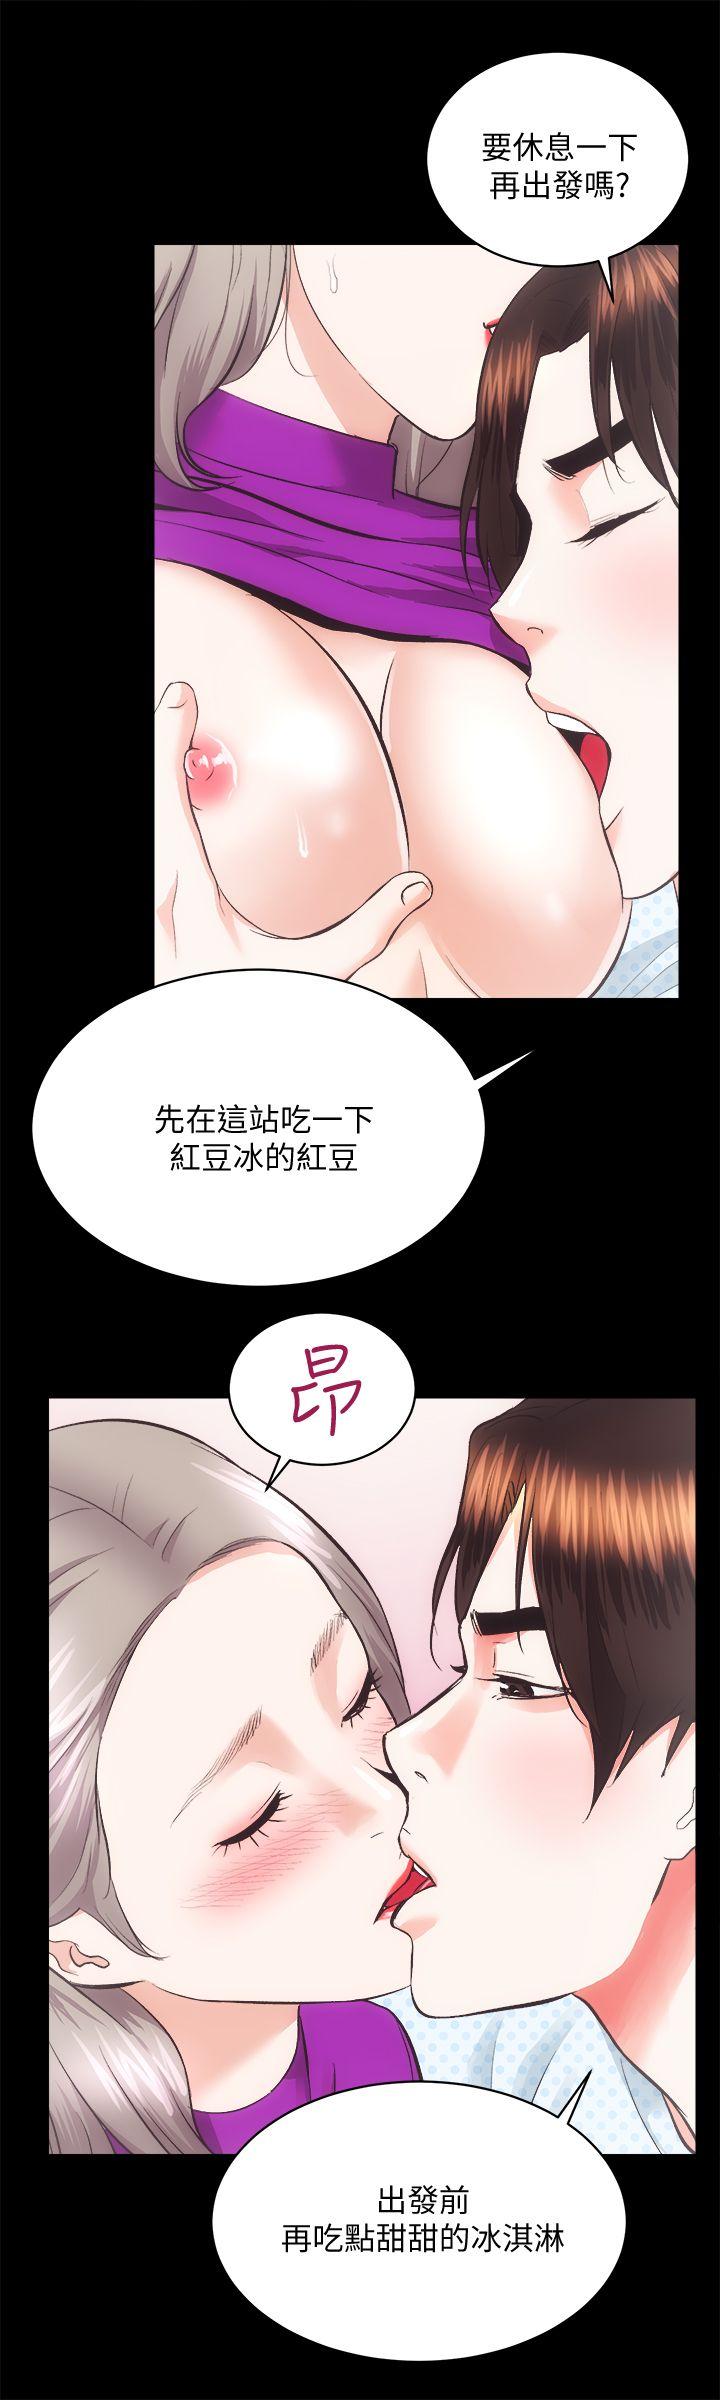 要休息一下
再出發嗎?
先在這站吃一下
紅豆冰的紅豆
昂
出發前
再吃點甜甜的冰淇淋